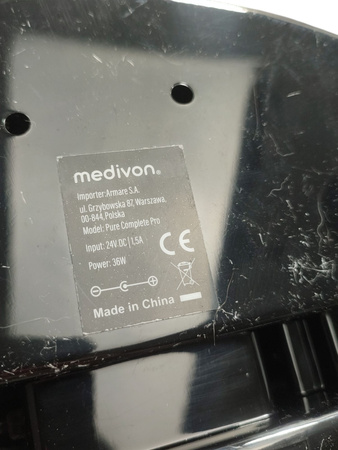 medivon®
Importer:Armare S.A.
ul. Grzybowska 87, Warszawa,
00-844, Polska
Model: Pure Complete Pro
Input: 24V DC | 1.5A
Power: 36W
CE
Made in China